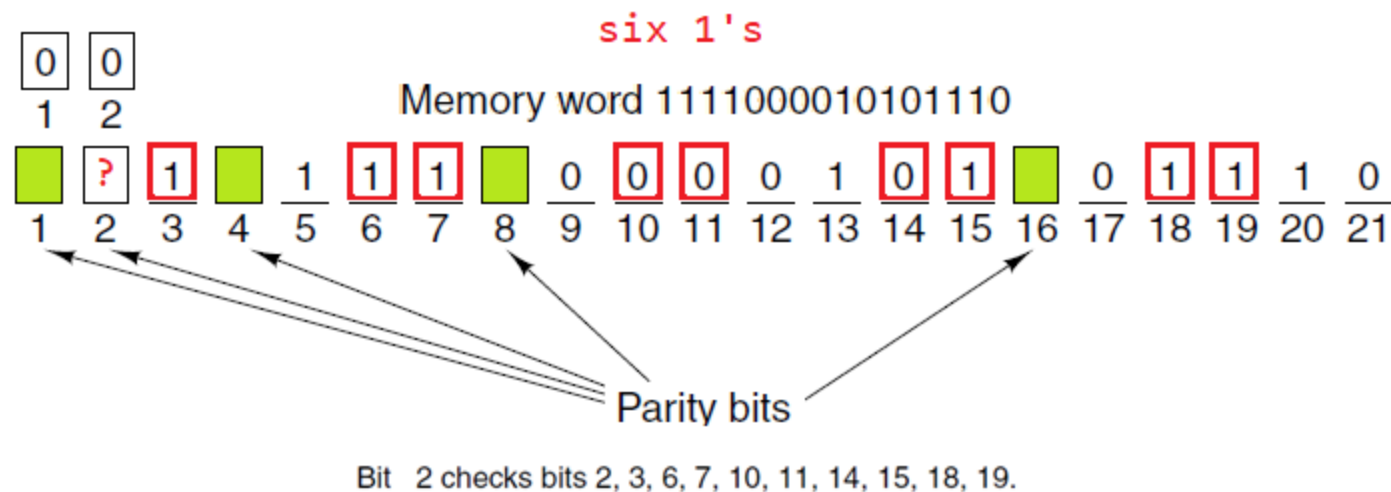 six 1's
0 0
1 2
Memory word 1111000010101110
? 1 1 1 1 0 0 0 0 1 0 1 0 1 1 1 0
1 2 3 4 5 6 7 8 9 10 11 12 13 14 15 16 17 18 19 20 21
Parity bits
Bit 2 checks bits 2, 3, 6, 7, 10, 11, 14, 15, 18, 19.